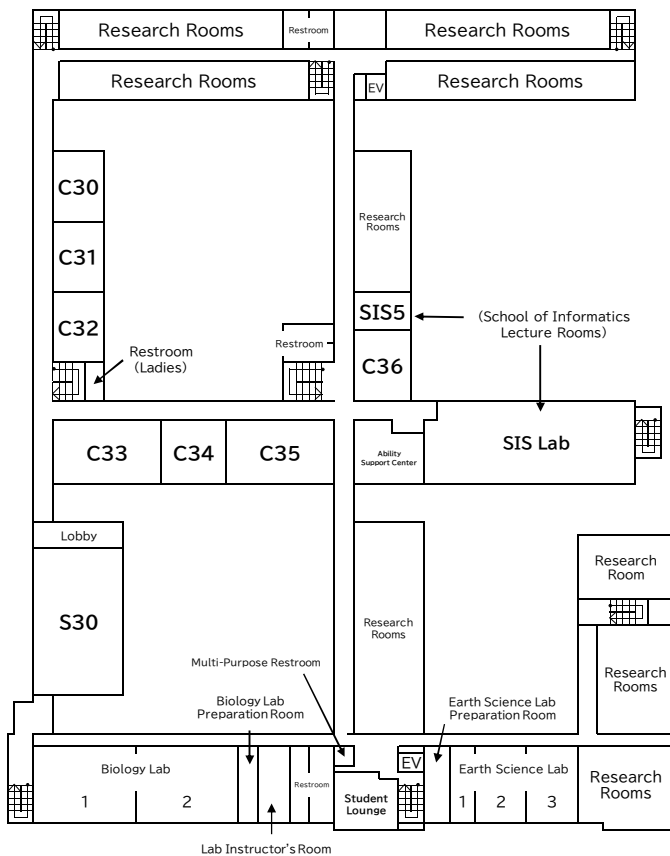 Research Rooms
Restroom
Research Rooms
Research Rooms
EV
Research Rooms
C30
C31
C32
Research
Rooms
SIS5
C36
(School of Informatics
Lecture Rooms)
Restroom
Restroom
(Ladies)
C33
C34
C35
Ability
Support Center
SIS Lab
Lobby
S30
Research
Rooms
Research
Room
Research
Rooms
Multi-Purpose Restroom
Biology Lab
Preparation Room
Earth Science Lab
Preparation Room
Biology Lab
1
2
Restroom
EV
Student
Lounge
Earth Science Lab
1
2
3
Research
Rooms
Lab Instructor's Room